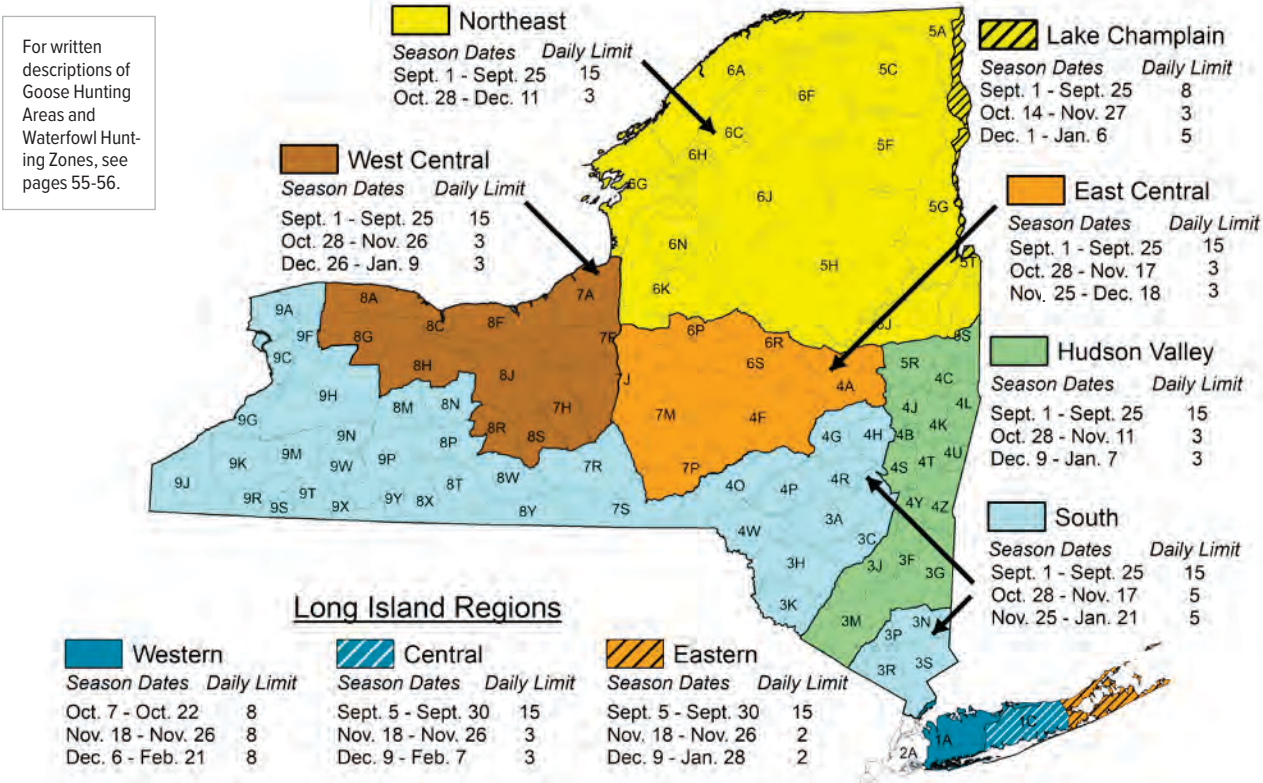 For written
descriptions of
Goose Hunting
Areas and
Waterfowl Hunt-
ing Zones, see
pages 55-56.
Northeast
Season Dates Daily Limit
Sept. 1 - Sept. 25 15
Oct. 28 - Dec. 11 3
Lake Champlain
Season Dates Daily Limit
Sept. 1 - Sept. 25 8
Oct. 14 - Nov. 27 3
Dec. 1 - Jan. 6 5
West Central
Season Dates Daily Limit
Sept. 1 - Sept. 25 15
Oct. 28 - Nov. 26 3
Dec. 26 - Jan. 9 3
East Central
Season Dates Daily Limit
Sept. 1 - Sept. 25 15
Oct. 28 - Nov. 17 3
Nov. 25 - Dec. 18 3
Hudson Valley
Season Dates Daily Limit
Sept. 1 - Sept. 25 15
Oct. 28 - Nov. 11 3
Dec. 9 - Jan. 7 3
South
Season Dates Daily Limit
Sept. 1 - Sept. 25 15
Oct. 28 - Nov. 17 5
Nov. 25 - Jan. 21 5
5A
6A 5C
6F
6C
5F
6H
6G
6J
5G
6N
5H
5T
6K
7A
9A 8A
8C 8F
6P
9F 8G
7F
6R
5S
9C
8H
6S
5R
8J
7J
4C
4A
9H
8M 8N
7H
7M
4F
4J
4L
9G
8R
8S
4G 4H
4B
4K
9N
8P
4U
9M
9K
9W
9P
7R
7P
4S
4T
9J
8T
8W
4O
4P
4R
9R
9S
9T
9X
9Y
8X
8Y
7S
4Y
4Z
3A
4W
3C
3H
3J
3F
3G
3K
3M
3N
3P
3R
3S
1A
1C
2A
Long Island Regions
Western
Season Dates Daily Limit
Oct. 7 - Oct. 22 8
Nov. 18 - Nov. 26 8
Dec. 6 - Feb. 21 8
Central
Season Dates Daily Limit
Sept. 5 - Sept. 30 15
Nov. 18 - Nov. 26 3
Dec. 9 - Feb. 7 3
Eastern
Season Dates Daily Limit
Sept. 5 - Sept. 30 15
Nov. 18 - Nov. 26 2
Dec. 9 - Jan. 28 2